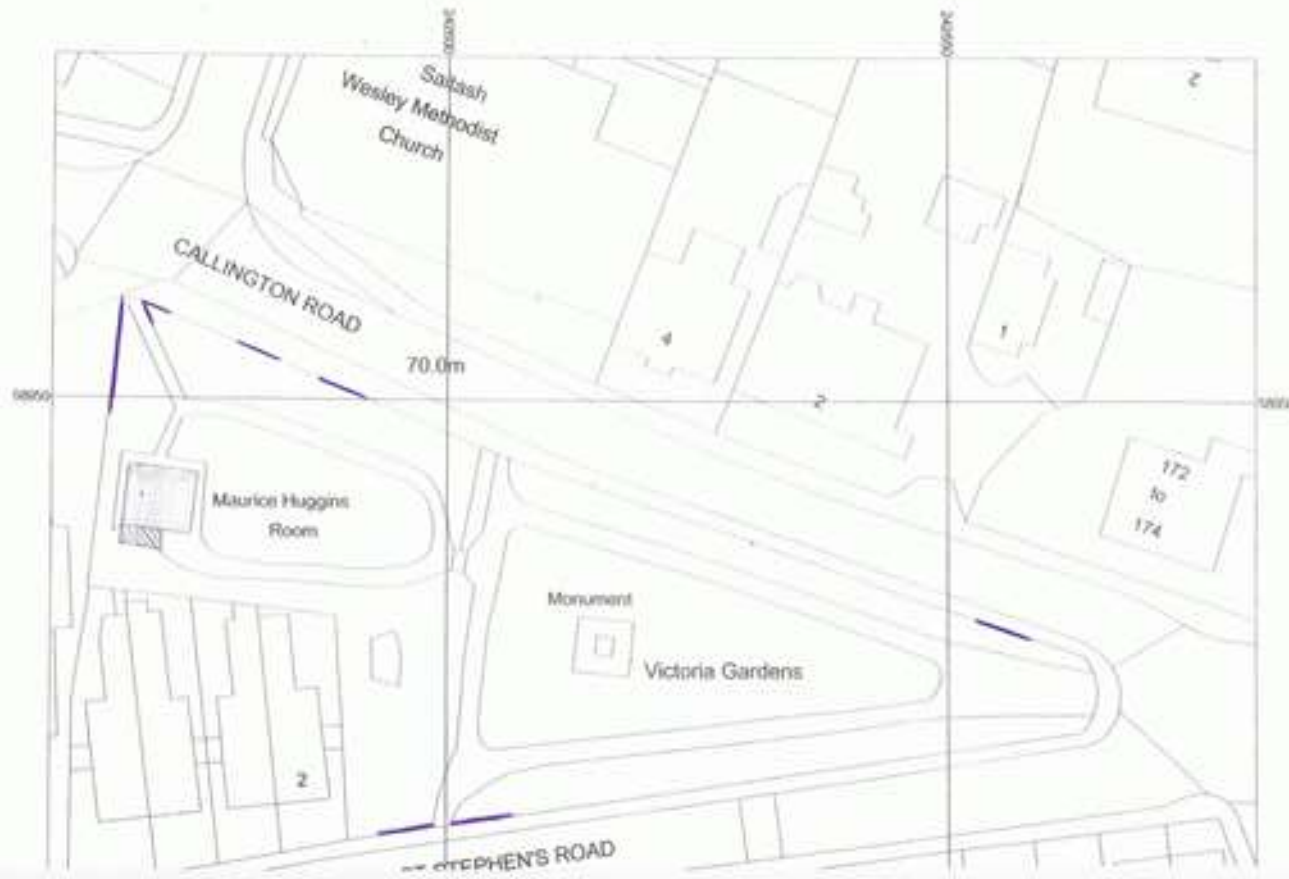 Saltash
Wesley Methodist
Church
2
CALLINGTON ROAD
70.0m
4
2
1
172
to
174
Maurice Huggins
Room
Monument
Victoria Gardens
2
STEPHEN'S ROAD